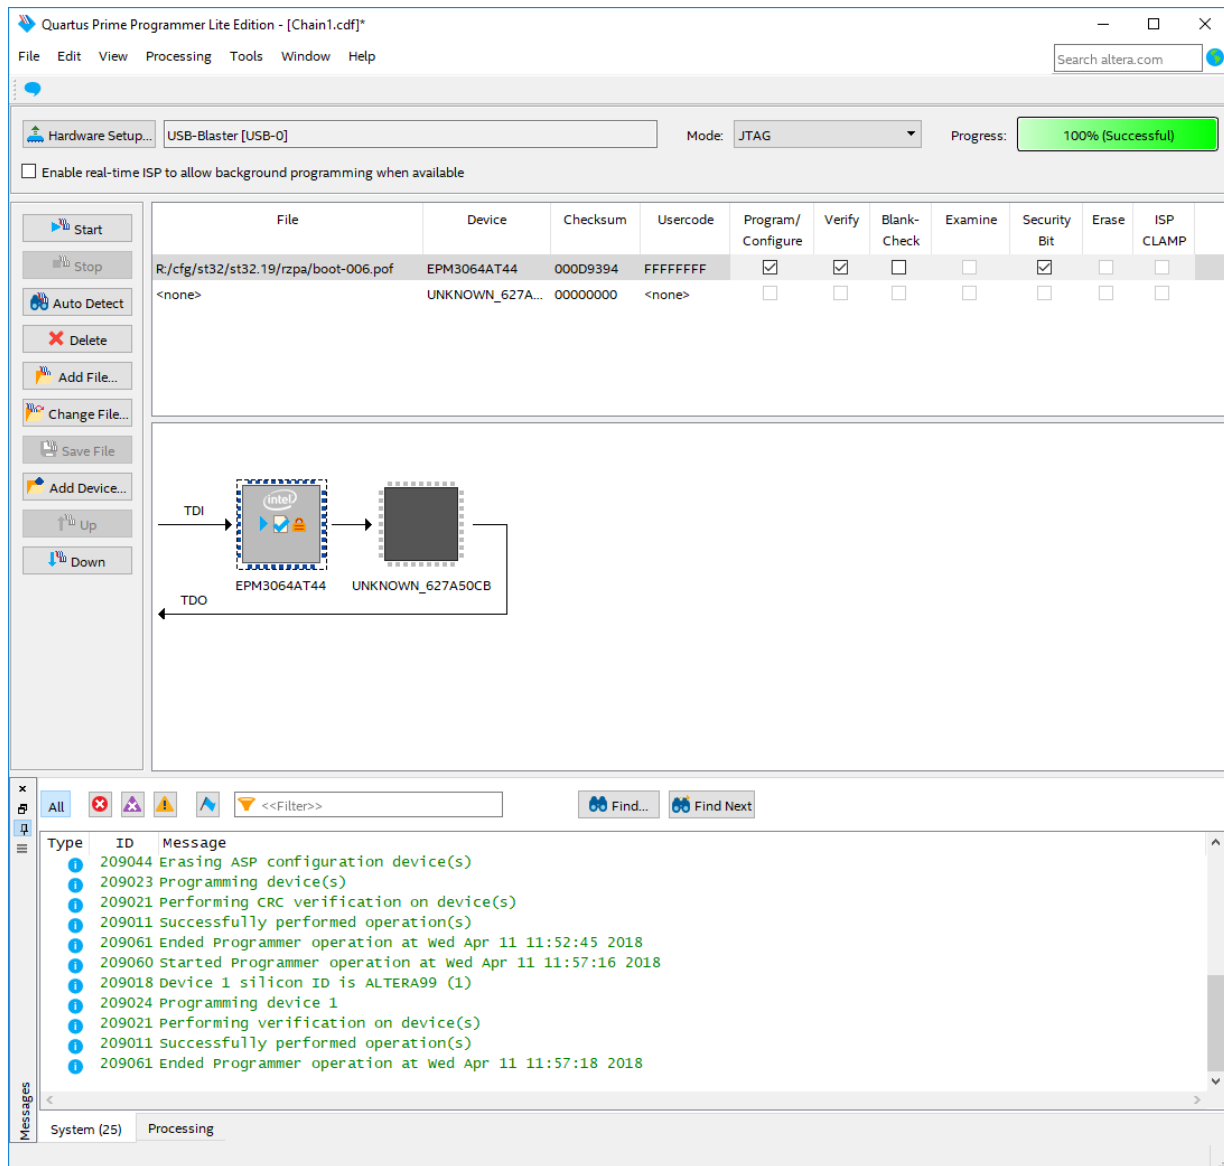 Quartus Prime Programmer Lite Edition - [Chain1.cdf]*
File Edit View Processing Tools Window Help
Search altera.com
Hardware Setup... USB-Blaster [USB-0] Mode: JTAG Progress: 100% (Successful)
Enable real-time ISP to allow background programming when available
Start
Stop
Auto Detect
Delete
Add File...
Change File...
Save File
Add Device...
Up
Down
File Device Checksum Usercode Program/ Configure Verify Blank- Check Examine Security Bit Erase ISP CLAMP
R:/cfg/st32/st32.19/rzpa/boot-006.pof EPM3064AT44 000D9394 FFFFFFFF
<none> UNKNOWN_627A... 00000000 <none>
TDI
intel
EPM3064AT44 UNKNOWN_627A50CB
TDO
All <<Filter>> Find... Find Next
Type ID Message
209044 Erasing ASP configuration device(s)
209023 Programming device(s)
209021 Performing CRC verification on device(s)
209011 Successfully performed operation(s)
209061 Ended Programmer operation at Wed Apr 11 11:52:45 2018
209060 Started Programmer operation at Wed Apr 11 11:57:16 2018
209018 Device 1 silicon ID is ALTERA99 (1)
209024 Programming device 1
209021 Performing verification on device(s)
209011 Successfully performed operation(s)
209061 Ended Programmer operation at Wed Apr 11 11:57:18 2018
Messages
System (25) Processing